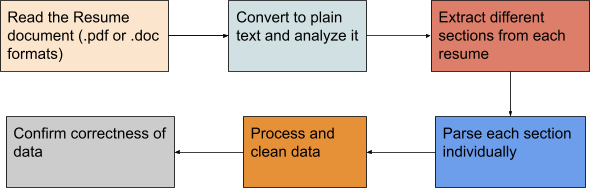 Read the Resume
document (.pdf or .doc
formats)
Convert to plain
text and analyze it
Extract different
sections from each
resume
Parse each section
individually
Process and
clean data
Confirm correctness of
data